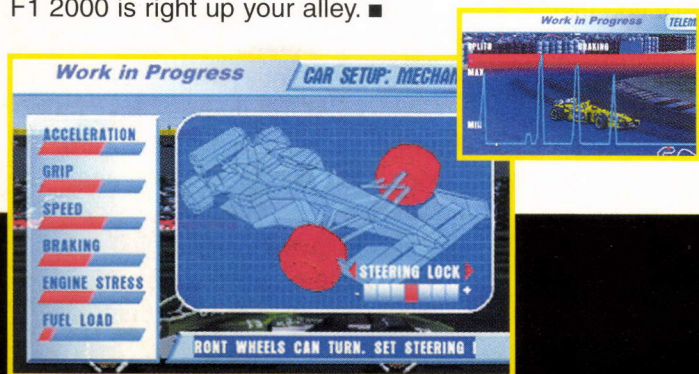 F1 2000 is right up your alley. ■
Work in Progress
TELEM
SPLITS
BRAKING
MAX
MIN
Work in Progress
CAR SETUP: MECHAN
ACCELERATION
GRIP
SPEED
BRAKING
ENGINE STRESS
FUEL LOAD
STEERING LOCK
- +
RONT WHEELS CAN TURN. SET STEERING